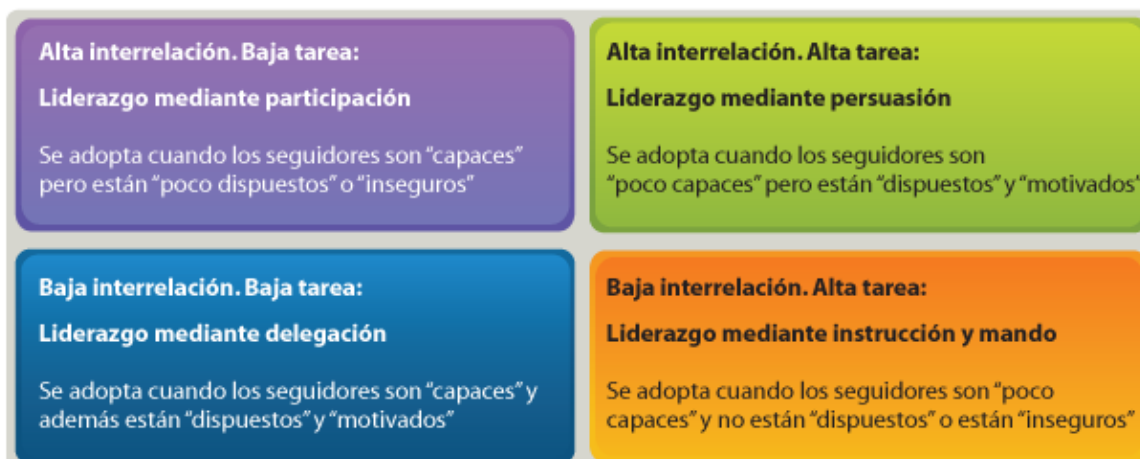 Alta interrelación. Baja tarea:
Liderazgo mediante participación
Se adopta cuando los seguidores son “capaces”
pero están “poco dispuestos” o “inseguros”
Alta interrelación. Alta tarea:
Liderazgo mediante persuasión
Se adopta cuando los seguidores son
“poco capaces” pero están “dispuestos” y “motivados”
Baja interrelación. Baja tarea:
Liderazgo mediante delegación
Se adopta cuando los seguidores son “capaces” y
además están “dispuestos” y “motivados”
Baja interrelación. Alta tarea:
Liderazgo mediante instrucción y mando
Se adopta cuando los seguidores son “poco
capaces” y no están “dispuestos” o están “inseguros”